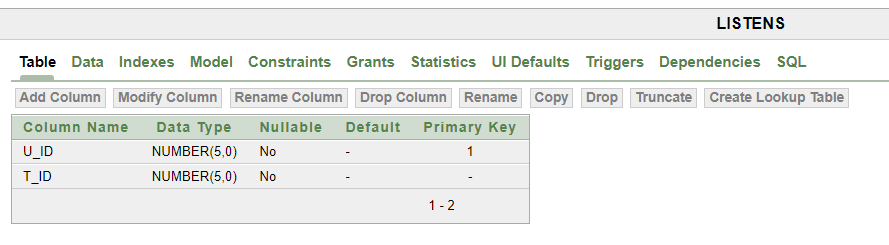 LISTENS
Table Data Indexes Model Constraints Grants Statistics UI Defaults Triggers Dependencies SQL
Add Column Modify Column Rename Column Drop Column Rename Copy Drop Truncate Create Lookup Table
Column Name Data Type Nullable Default Primary Key
U_ID NUMBER(5,0) No - 1
T_ID NUMBER(5,0) No - -
1 - 2